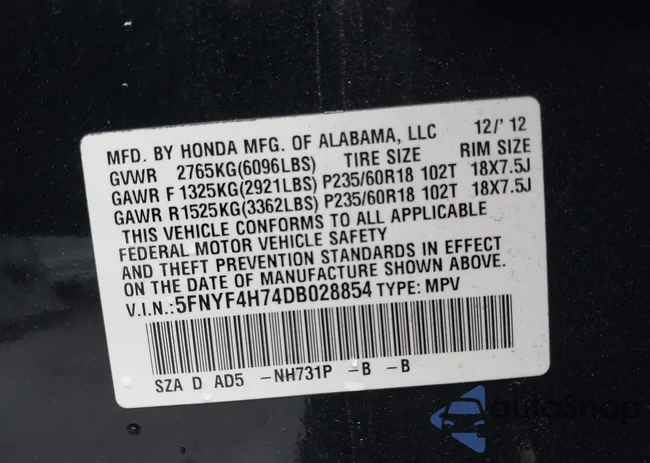 MFD. BY HONDA MFG. OF ALABAMA, LLC 12/'12
GVWR 2765KG(6096LBS) TIRE SIZE RIM SIZE
GAWR F 1325KG(2921LBS) P235/60R18 102T 18X7.5J
GAWR R1525KG(3362LBS) P235/60R18 102T 18X7.5J
THIS VEHICLE CONFORMS TO ALL APPLICABLE
FEDERAL MOTOR VEHICLE SAFETY
AND THEFT PREVENTION STANDARDS IN EFFECT
ON THE DATE OF MANUFACTURE SHOWN ABOVE.
V.I.N.:5FNYF4H74DB028854 TYPE: MPV
SZA D AD5 -NH731P -B -B
autoSnap